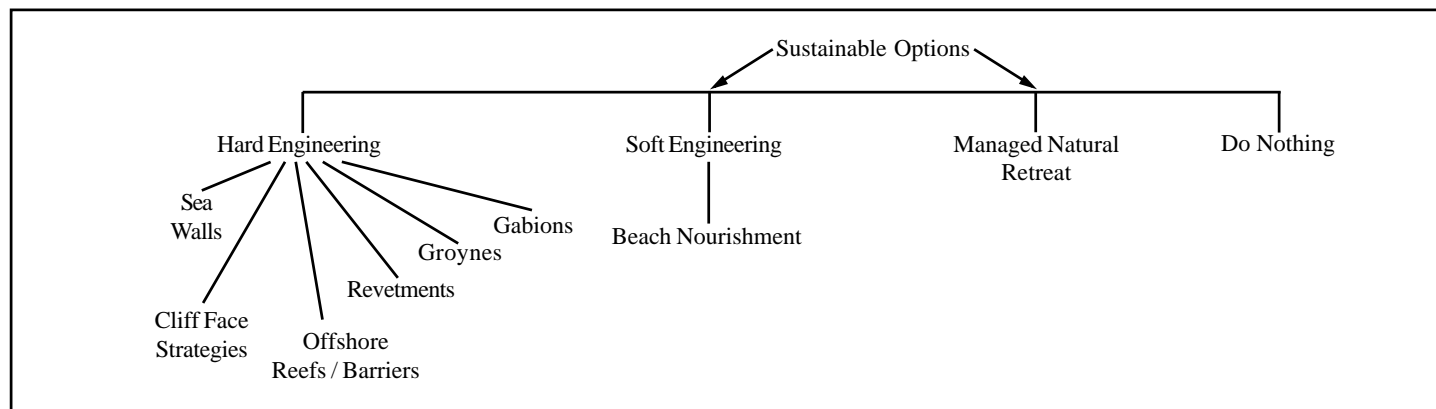 Sustainable Options
Hard Engineering
Soft Engineering
Managed Natural
Retreat
Do Nothing
Sea
Walls
Gabions
Groynes
Beach Nourishment
Revetments
Cliff Face
Strategies
Offshore
Reefs / Barriers